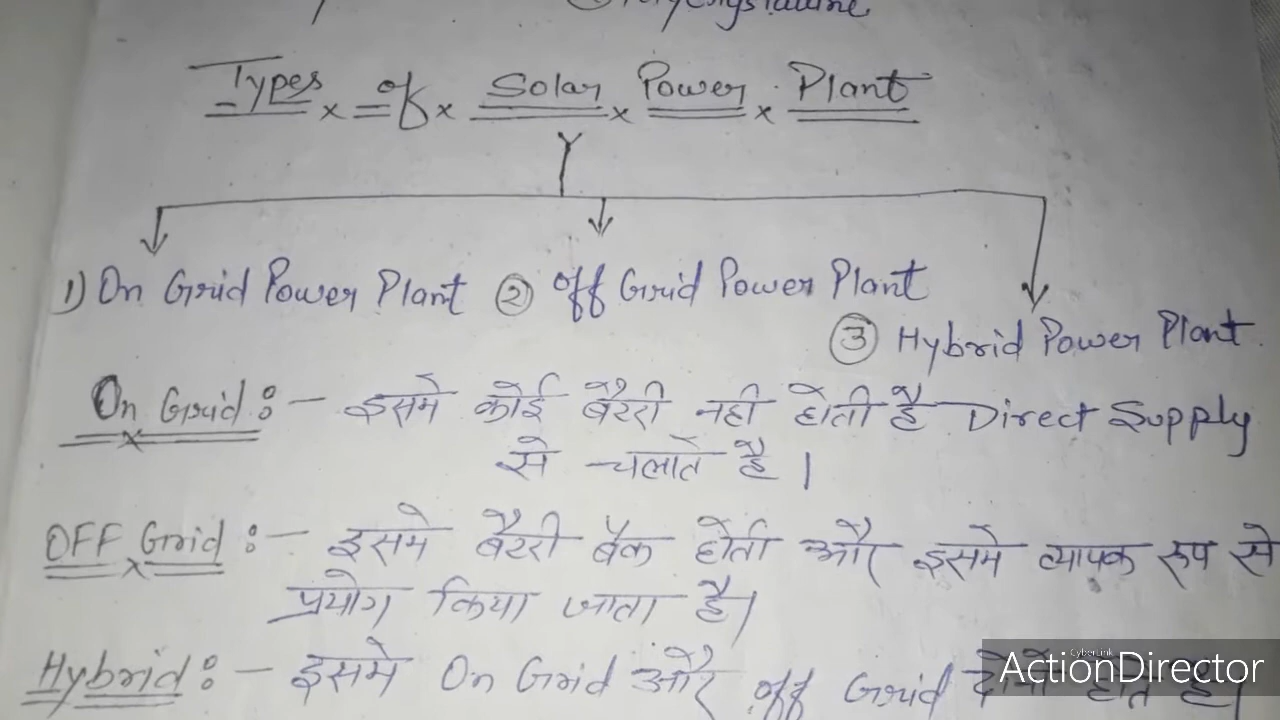 Polycrystalline
Types of Solar Power Plant
1) On Grid Power Plant ② Off Grid Power Plant
③ Hybrid Power Plant.
On Grid :- इसमे कोई बैटरी नही होती है Direct Supply
से चलाते है।
OFF Grid :- इसमे बैटरी बैंक होती और इसमे व्यापक रूप से
प्रयोग किया जाता है।
Hybrid :- इसमे On Grid और off Grid दोनो होते है।
CyberLink
ActionDirector